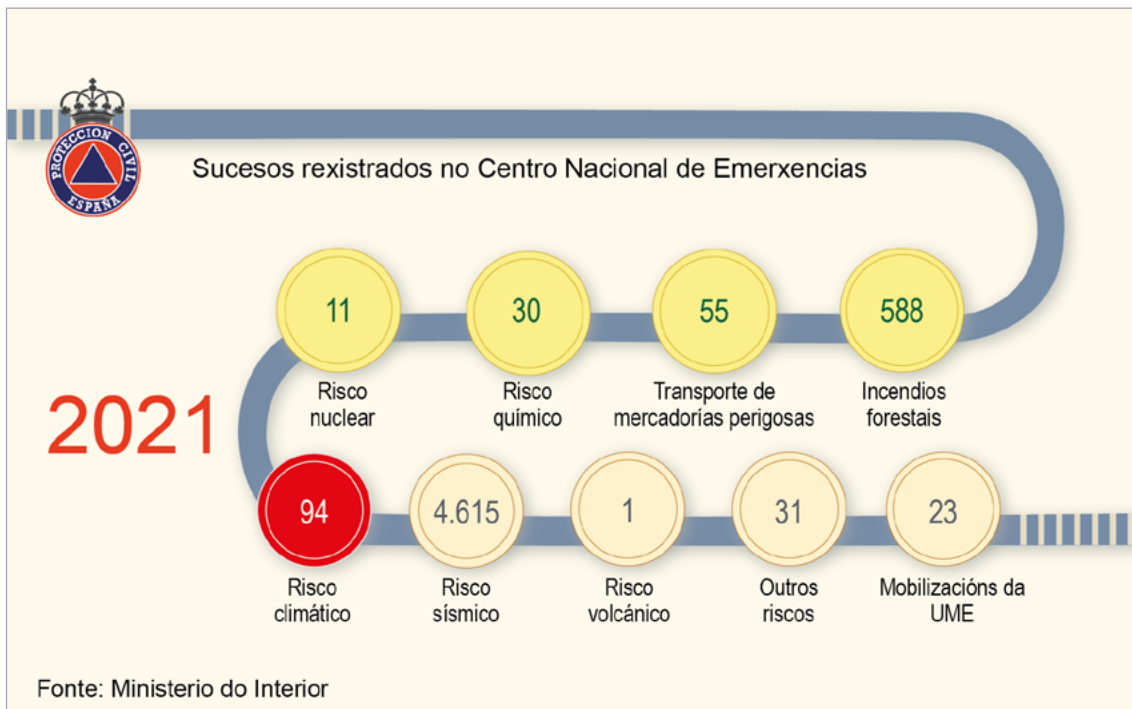 PROTECCION CIVIL
ESPAÑA
Sucesos rexistrados no Centro Nacional de Emerxencias
11
30
55
588
Risco
nuclear
Risco
químico
Transporte de
mercadorías perigosas
Incendios
forestais
2021
94
4.615
1
31
23
Risco
climático
Risco
sísmico
Risco
volcánico
Outros
riscos
Mobilizacións da
UME
Fonte: Ministerio do Interior